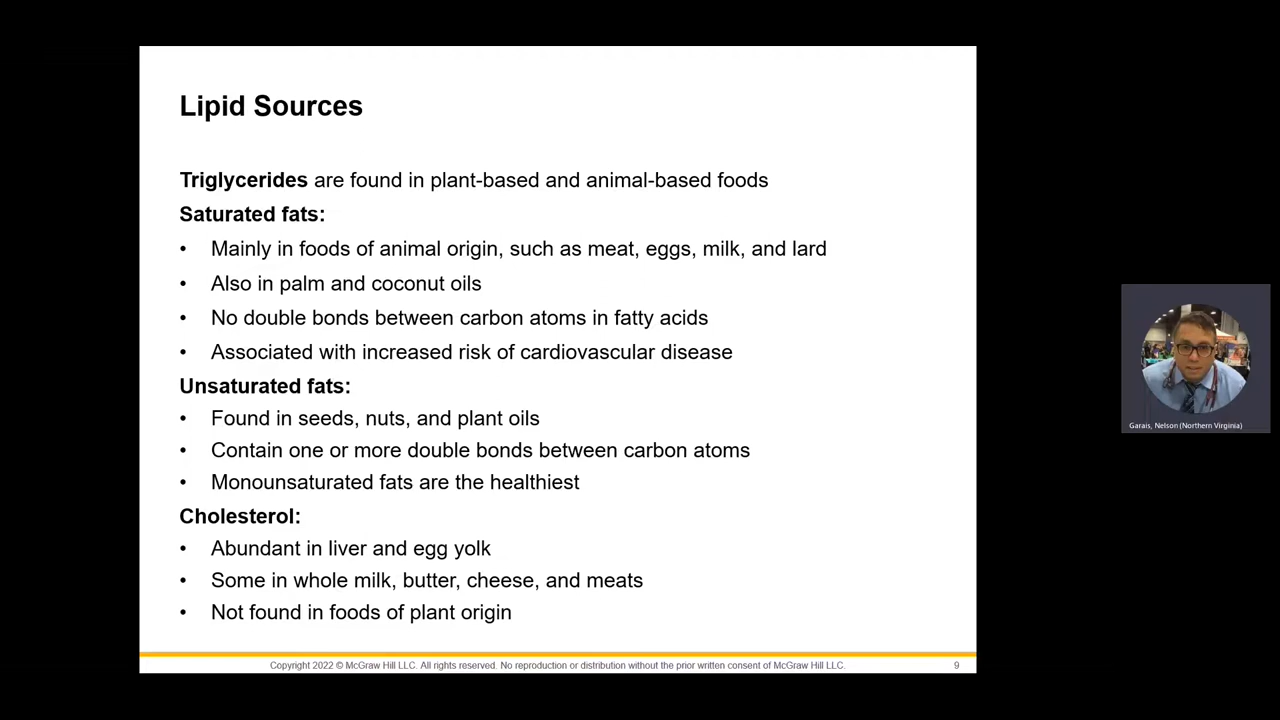 Lipid Sources
Triglycerides are found in plant-based and animal-based foods
Saturated fats:
• Mainly in foods of animal origin, such as meat, eggs, milk, and lard
• Also in palm and coconut oils
• No double bonds between carbon atoms in fatty acids
• Associated with increased risk of cardiovascular disease
Unsaturated fats:
• Found in seeds, nuts, and plant oils
• Contain one or more double bonds between carbon atoms
• Monounsaturated fats are the healthiest
Cholesterol:
• Abundant in liver and egg yolk
• Some in whole milk, butter, cheese, and meats
• Not found in foods of plant origin
Copyright 2022 © McGraw Hill LLC. All rights reserved. No reproduction or distribution without the prior written consent of McGraw Hill LLC. 9
Garais, Nelson (Northern Virginia)